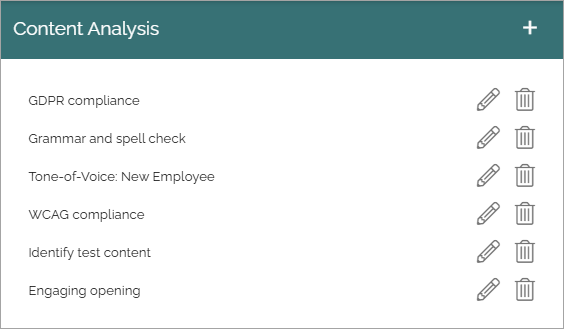 Content Analysis
GDPR compliance
Grammar and spell check
Tone-of-Voice: New Employee
WCAG compliance
Identify test content
Engaging opening